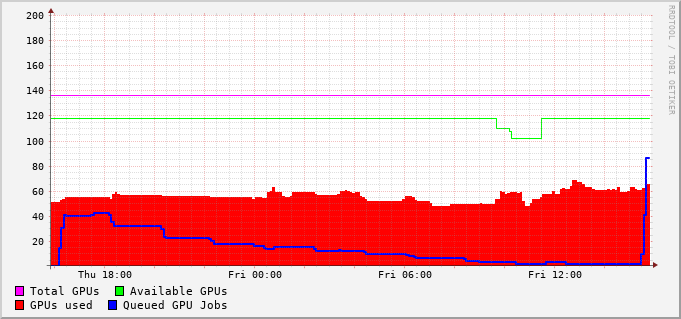 200
180
160
140
120
100
80
60
40
20
Thu 18:00 Fri 00:00 Fri 06:00 Fri 12:00
Total GPUs Available GPUs
GPUs used Queued GPU Jobs
RRDTOOL / TOBI OETIKER